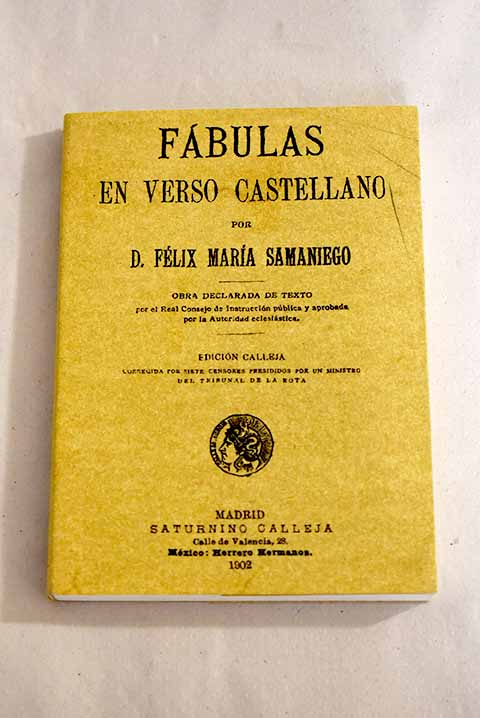 FÁBULAS
EN VERSO CASTELLANO
POR
D. FÉLIX MARÍA SAMANIEGO
OBRA DECLARADA DE TEXTO
por el Real Consejo de Instrucción pública y aprobada
por la Autoridad eclesiástica.
EDICIÓN CALLEJA
CORREGIDA POR SIETE CENSORES PRESIDIDOS POR UN MINISTRO
DEL TRIBUNAL DE LA ROTA
MADRID
SATURNINO CALLEJA
Calle de Valencia, 28.
México: Herrero Hermanos.
1902